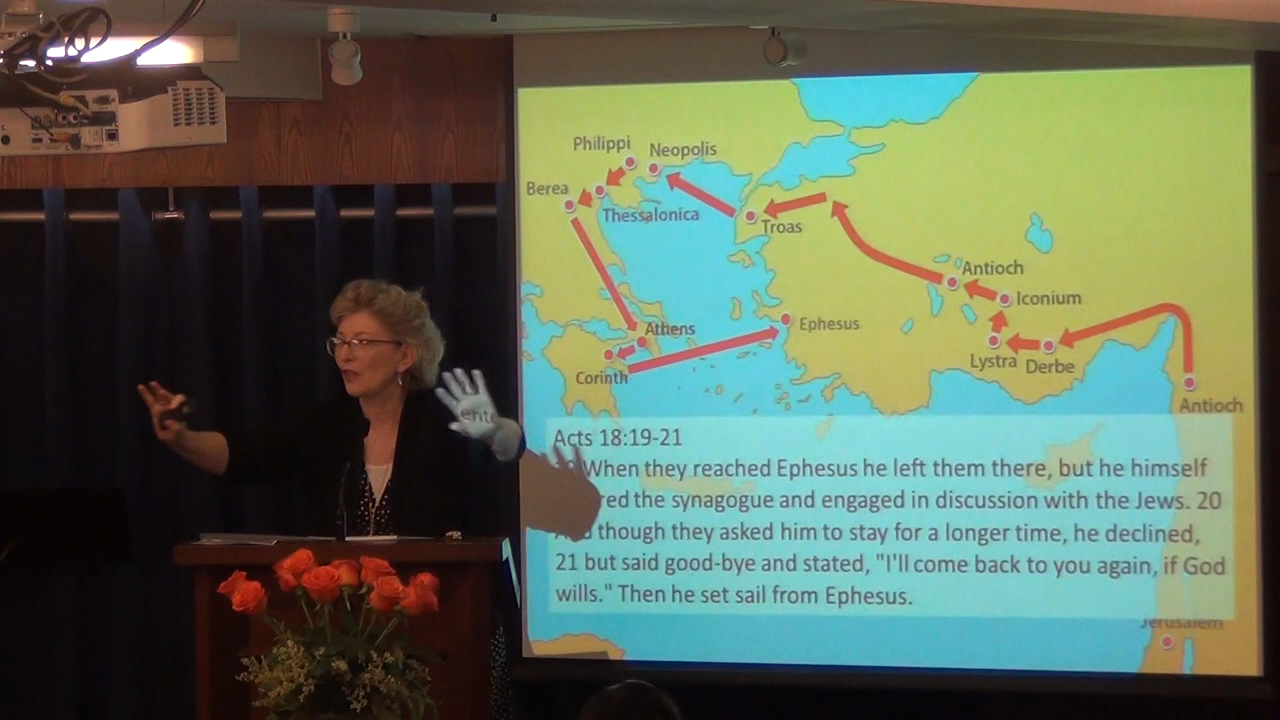 Philippi
Neopolis
Berea
Thessalonica
Troas
Antioch
Iconium
Athens
Ephesus
Lystra
Derbe
Corinth
Antioch
Acts 18:19-21
When they reached Ephesus he left them there, but he himself
ente red the synagogue and engaged in discussion with the Jews. 20
though they asked him to stay for a longer time, he declined,
21 but said good-bye and stated, "I'll come back to you again, if God
wills." Then he set sail from Ephesus.
Jerusalem